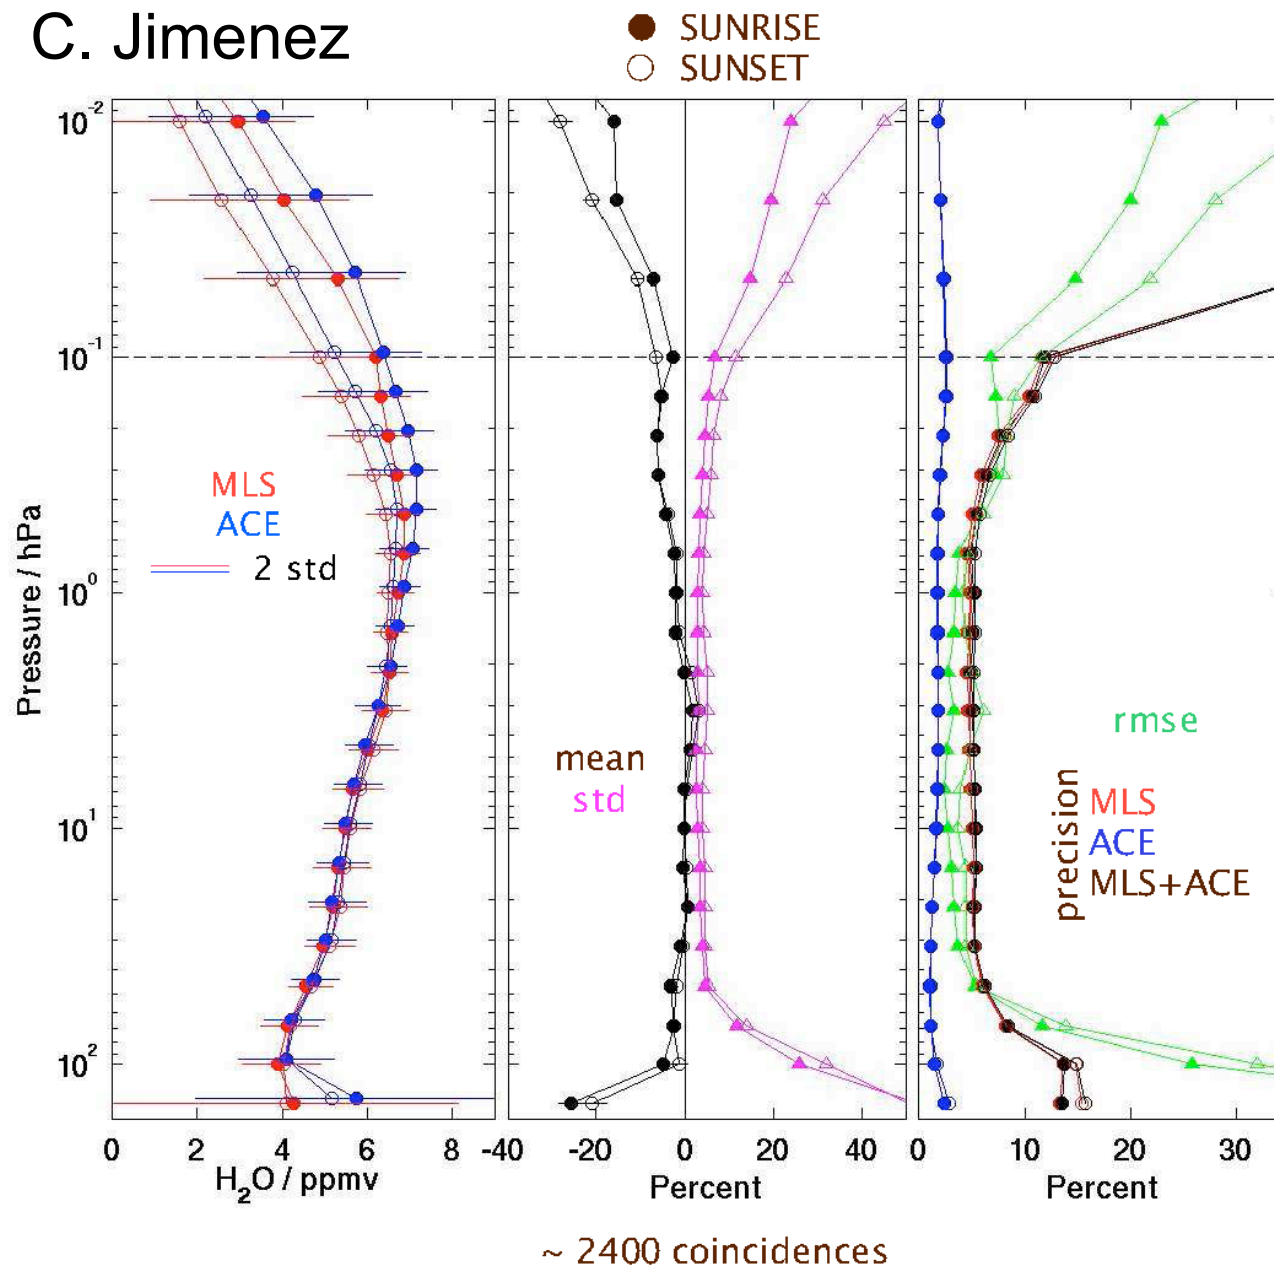 C. Jimenez
SUNRISE
SUNSET
10-2
10-1
100
101
102
Pressure / hPa
MLS
ACE
2 std
mean
std
rmse
precision
MLS
ACE
MLS+ACE
0 2 4 6 8
-40 -20 0 20 40
0 10 20 30
H2O / ppmv
Percent
Percent
~ 2400 coincidences